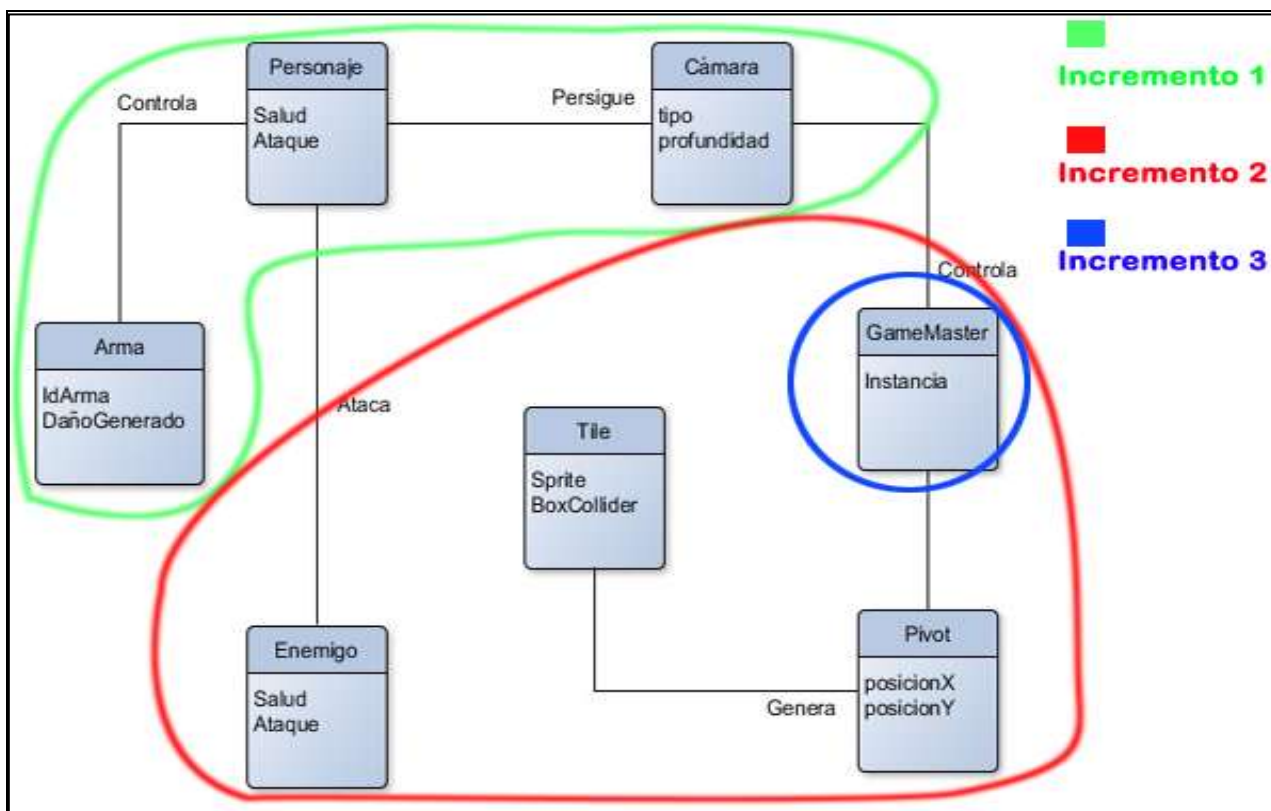 Personaje
Salud
Ataque
Cámara
tipo
profundidad
Controla
Persigue
Incremento 1
Incremento 2
Incremento 3
Controla
Arma
IdArma
DañoGenerado
GameMaster
Instancia
Ataca
Tile
Sprite
BoxCollider
Enemigo
Salud
Ataque
Pivot
posicionX
posicionY
Genera